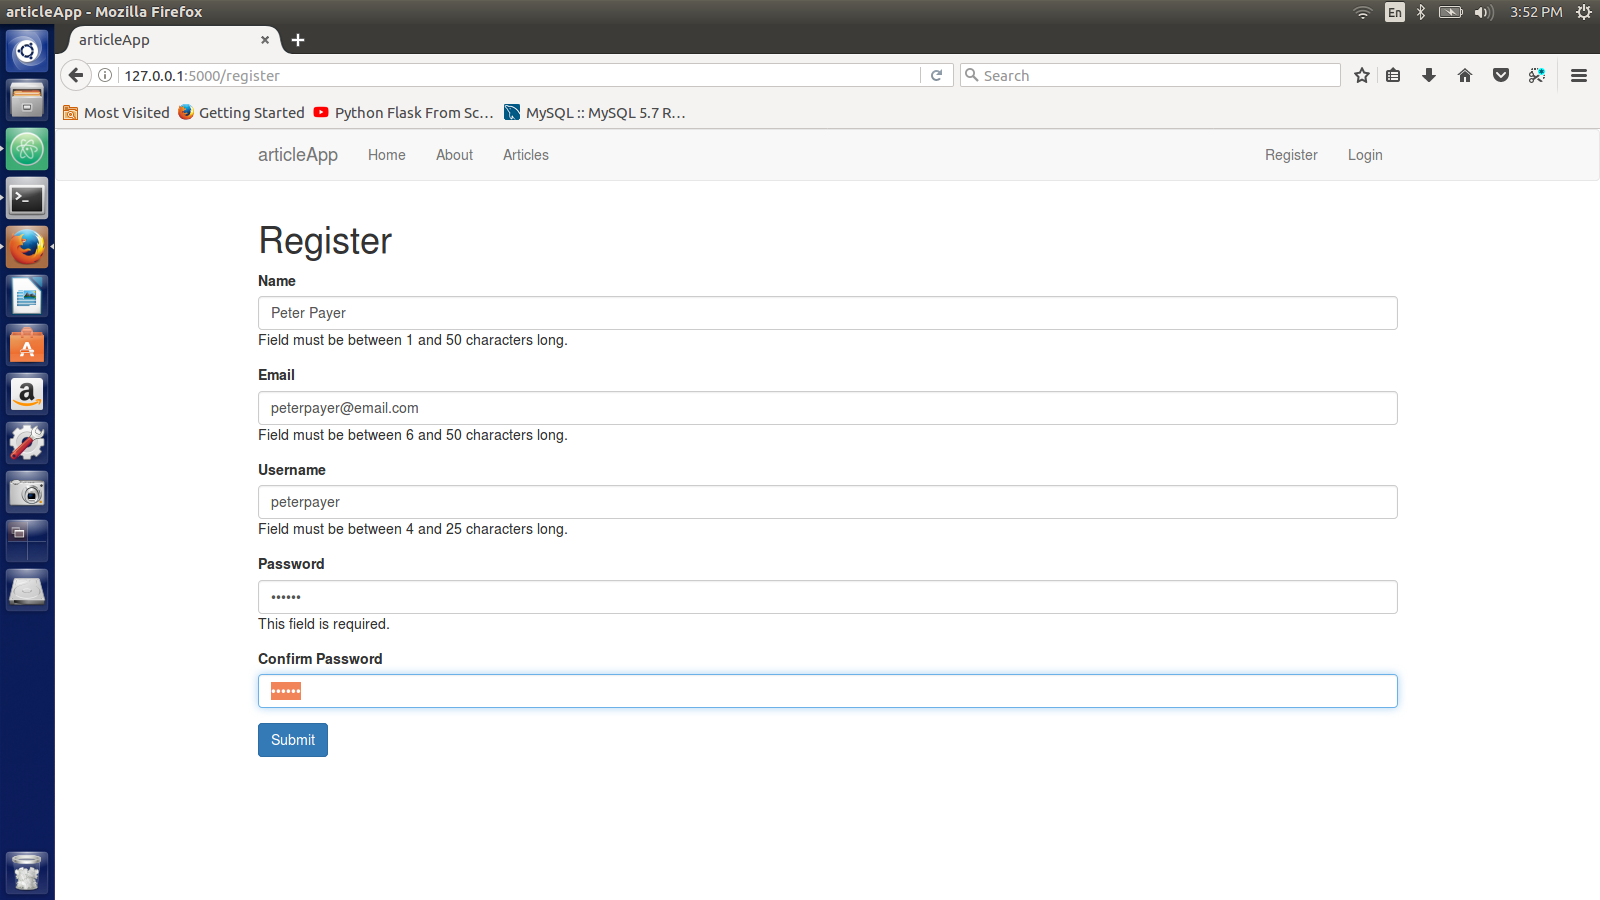 articleApp - Mozilla Firefox
En
3:52 PM
articleApp
127.0.0.1:5000/register
Search
Most Visited
Getting Started
Python Flask From Sc...
MySQL :: MySQL 5.7 R...
articleApp
Home
About
Articles
Register
Login
Register
Name
Peter Payer
Field must be between 1 and 50 characters long.
Email
peterpayer@email.com
Field must be between 6 and 50 characters long.
Username
peterpayer
Field must be between 4 and 25 characters long.
Password
••••••
This field is required.
Confirm Password
••••••
Submit